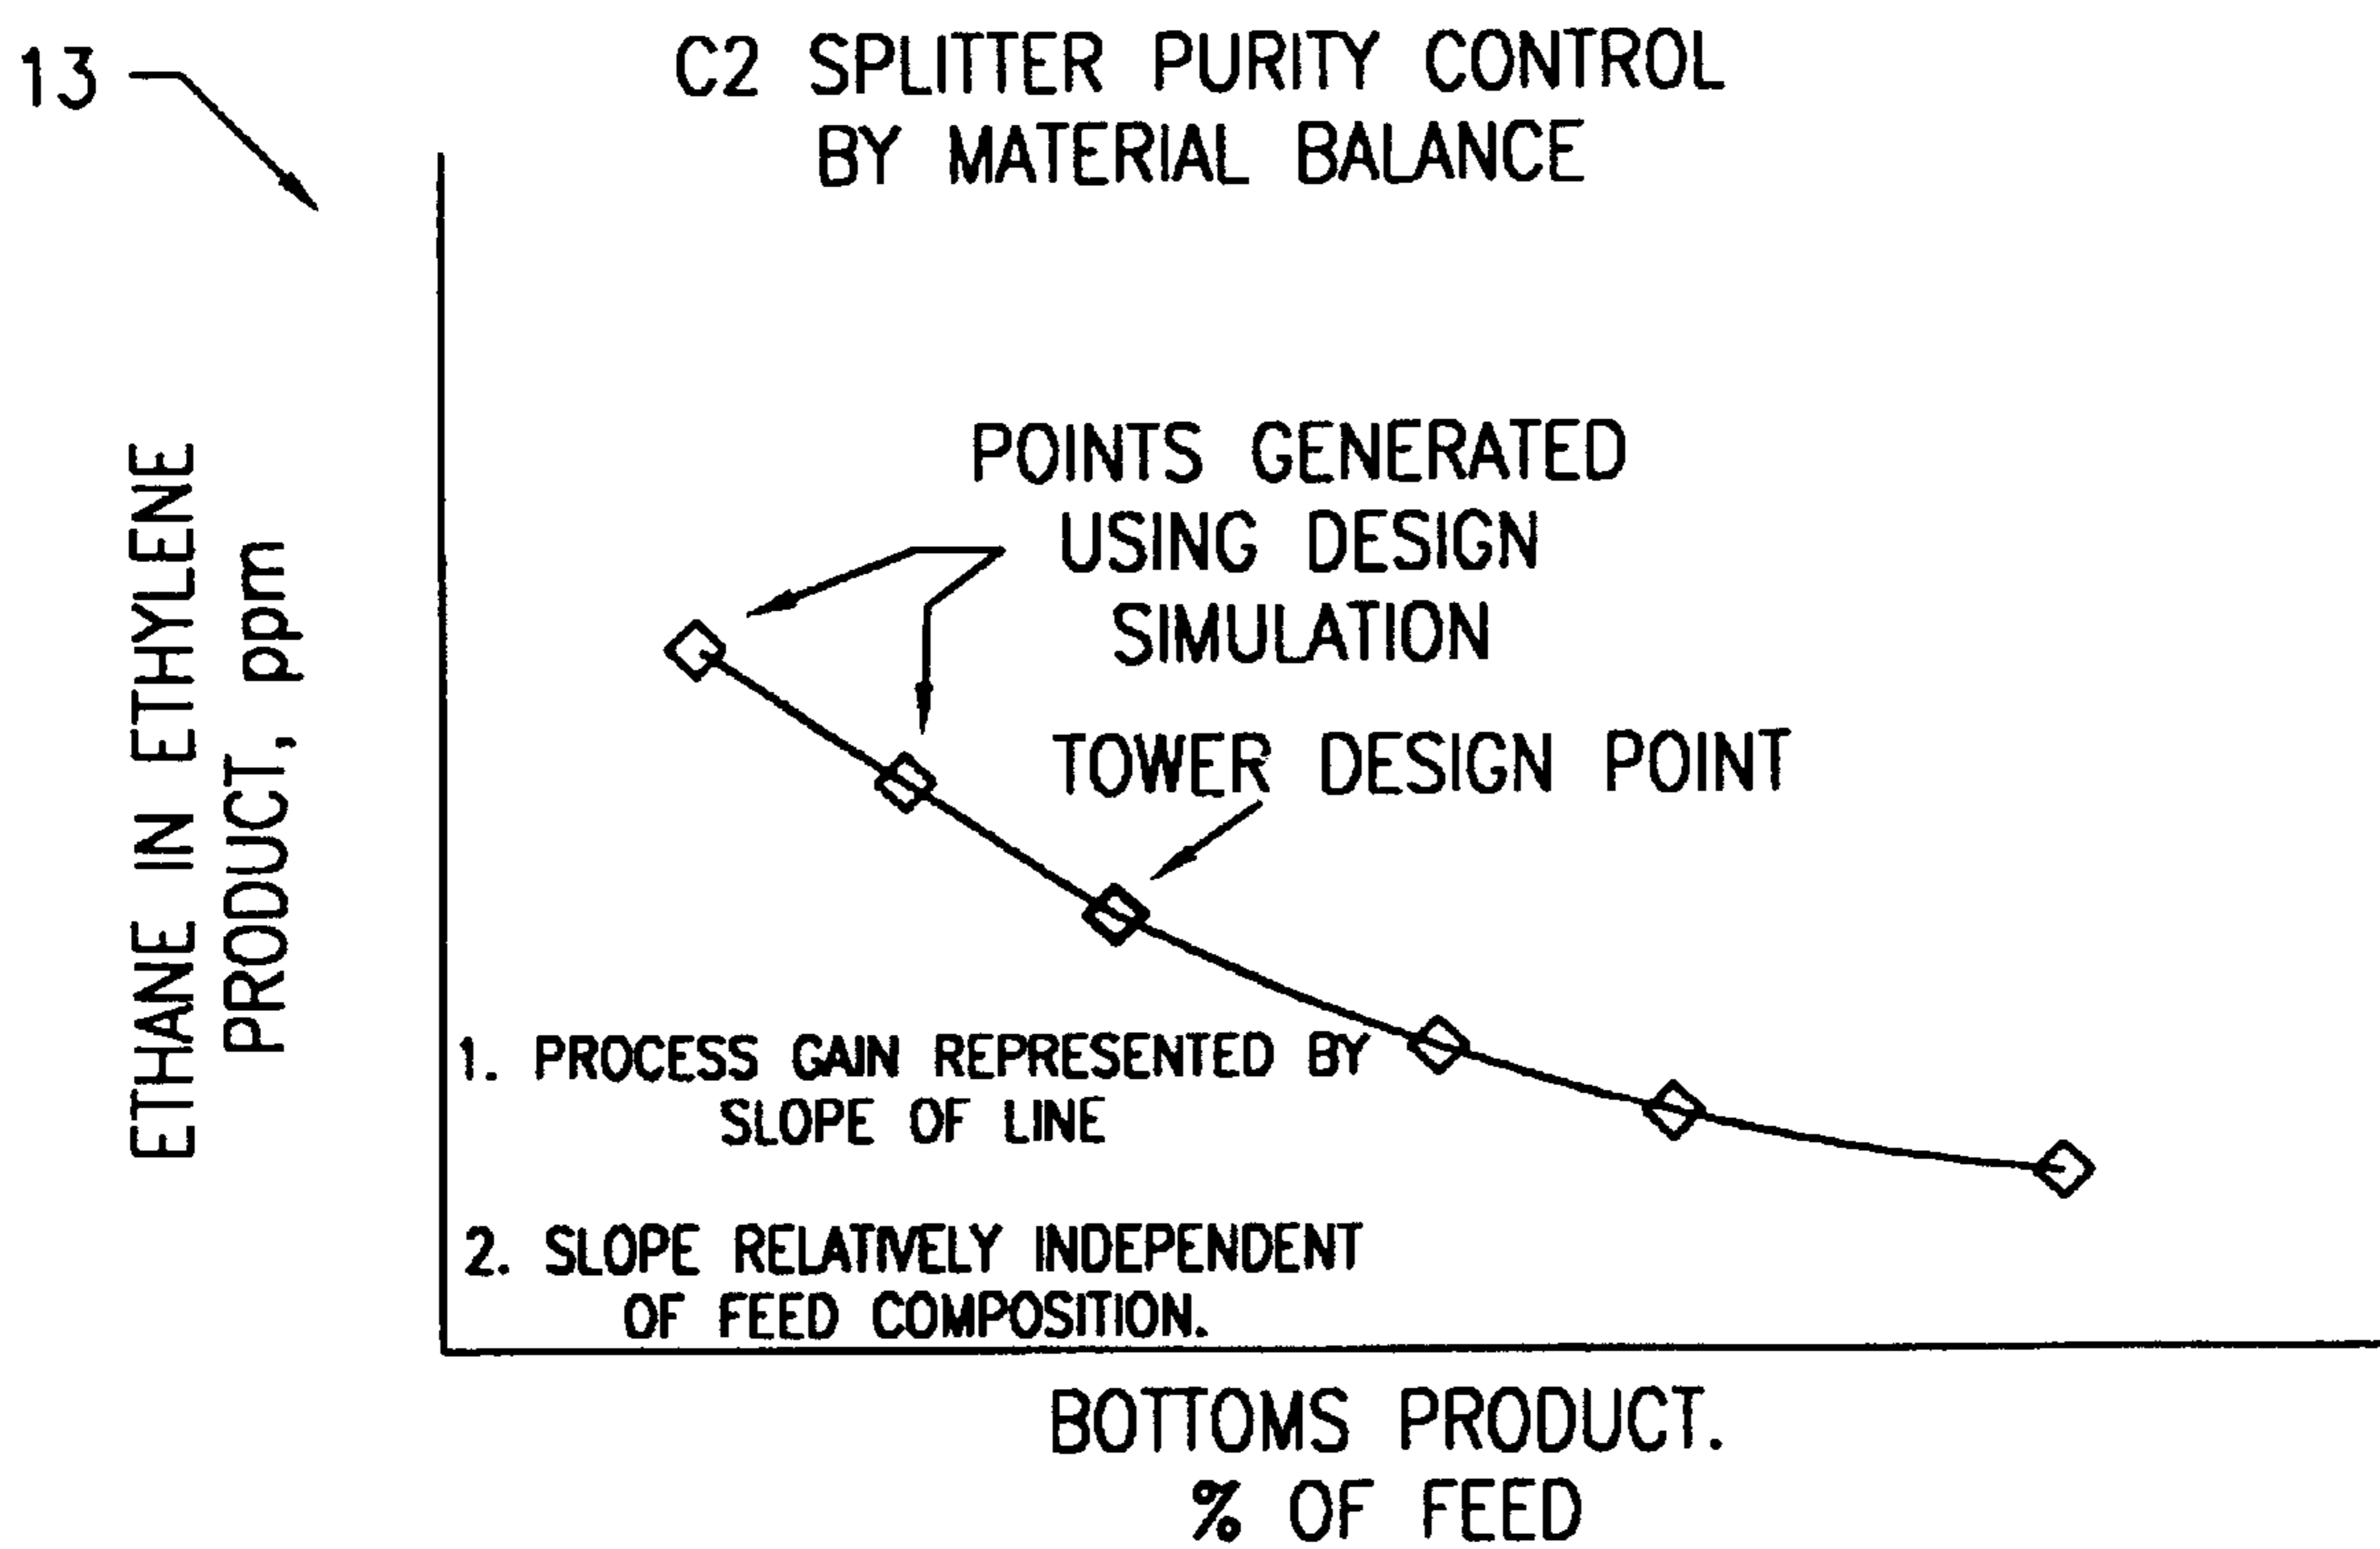 13
C2 SPLITTER PURITY CONTROL
BY MATERIAL BALANCE
ETHANE IN ETHYLENE
PRODUCT, ppm
POINTS GENERATED
USING DESIGN
SIMULATION
TOWER DESIGN POINT
1. PROCESS GAIN REPRESENTED BY
SLOPE OF LINE
2. SLOPE RELATIVELY INDEPENDENT
OF FEED COMPOSITION.
BOTTOMS PRODUCT.
% OF FEED